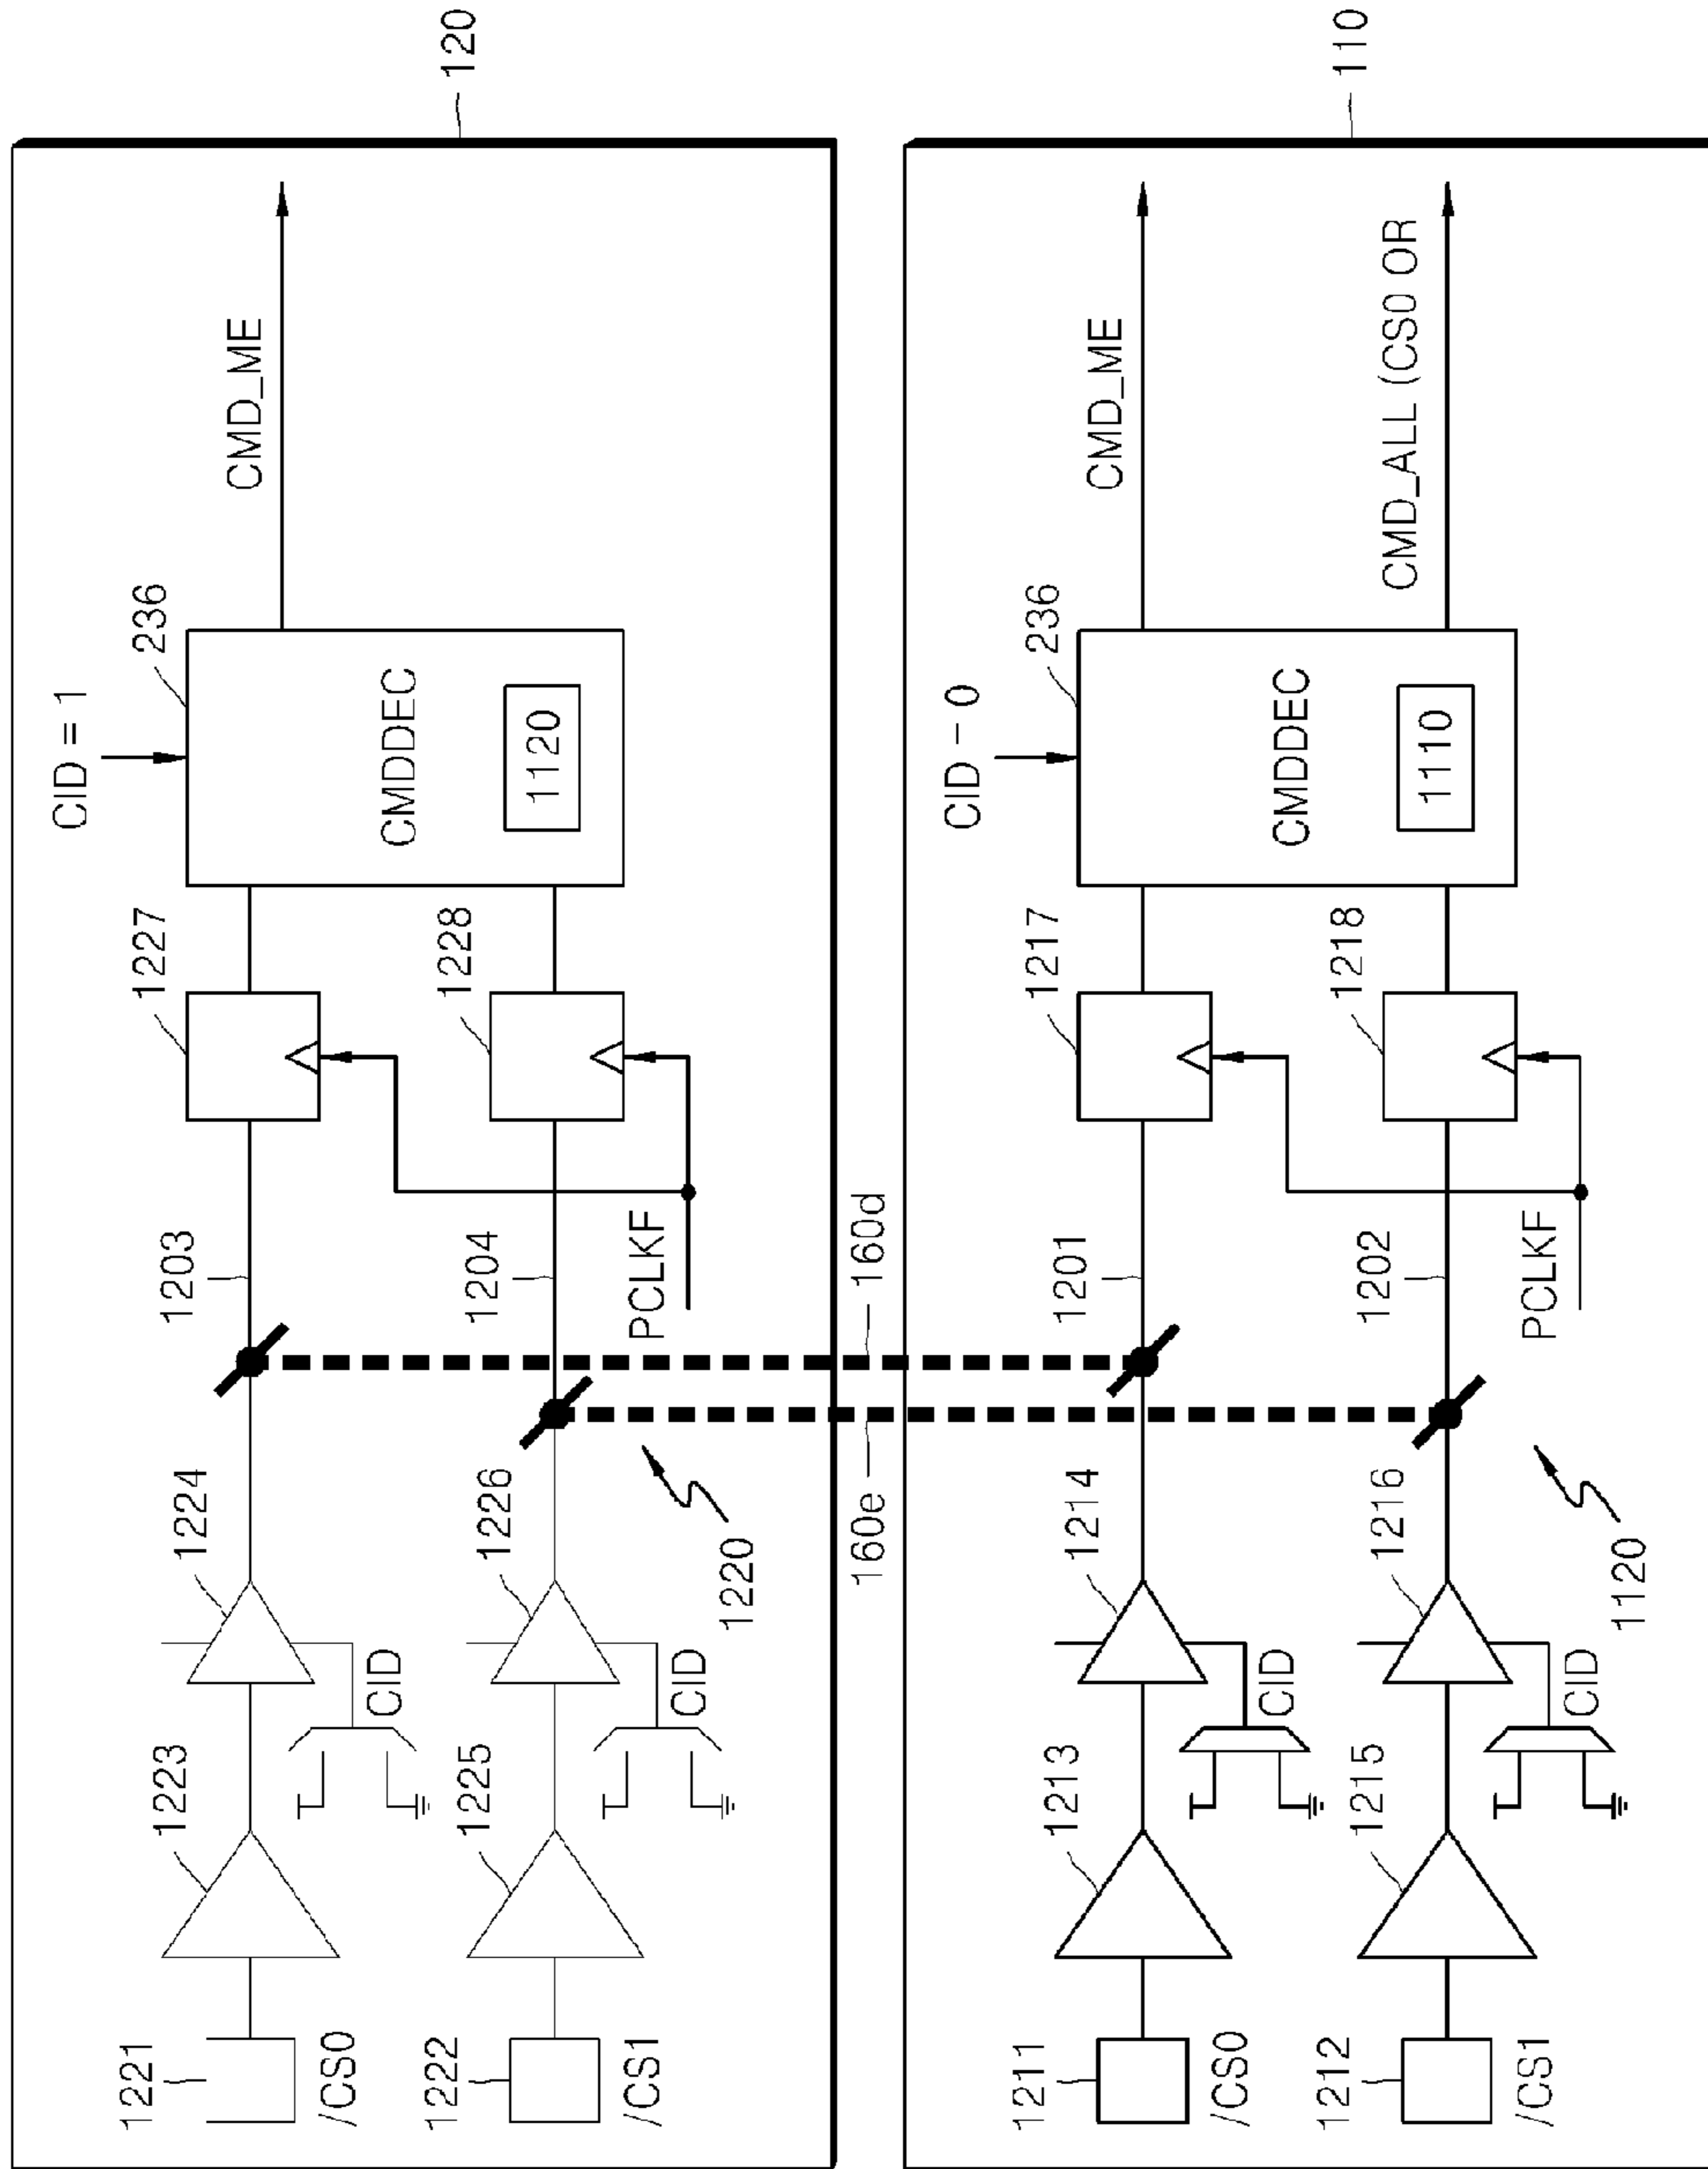 120
CID = 1
236
CMDDEC
1120
CMD_ME
1227
1228
1203
1204
PCLKF
1224
1226
1220
1223
1225
CID
CID
1221
/CS0
1222
/CS1
160e
160d
110
CID – 0
236
CMDDEC
1110
CMD_ME
CMD_ALL (CS0 OR
1217
1218
1201
1202
PCLKF
1214
1216
1120
1213
1215
CID
CID
1211
/CS0
1212
/CS1